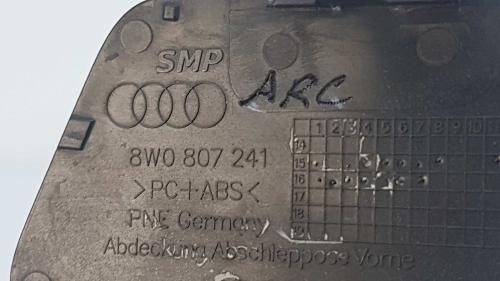 SMP
ARC
8W0 807 241
>PC+ABS<
PNE Germany
Abdeckung Abschleppose Vorne
1 2 3 4 5 6 7 8 9 10
14
15
16
17
18
19